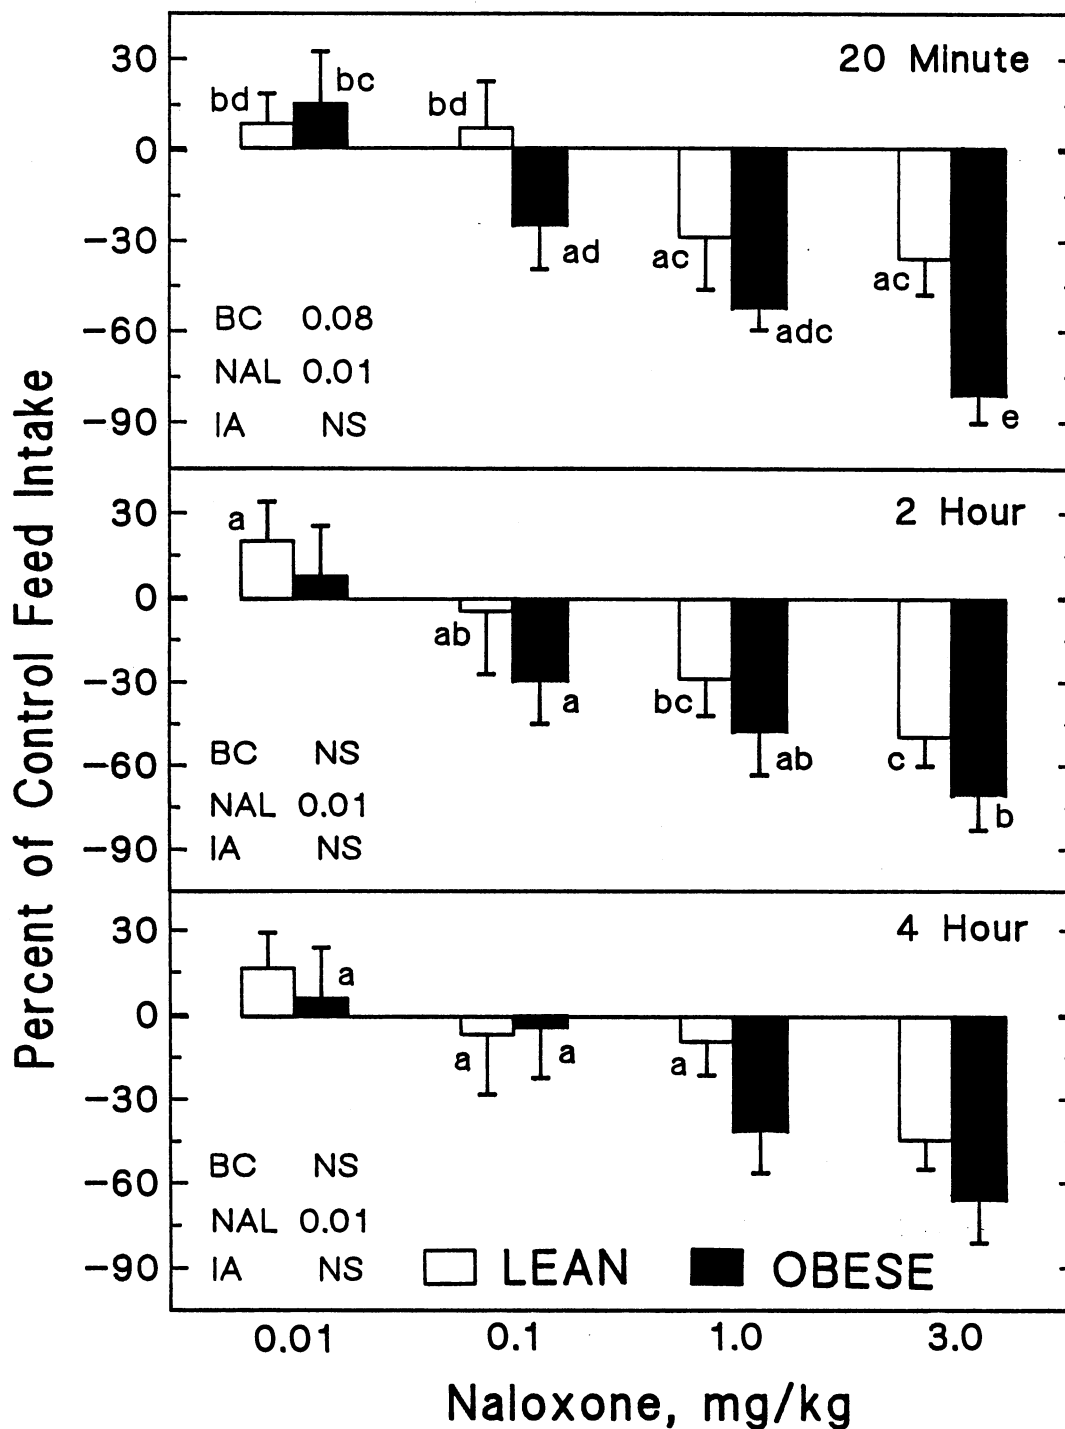 Percent of Control Feed Intake
20 Minute
30
0
−30
−60
−90
bd
bc
bd
ad
ac
adc
ac
e
BC 0.08
NAL 0.01
IA NS
2 Hour
30
0
−30
−60
−90
a
ab
a
bc
ab
c
b
BC NS
NAL 0.01
IA NS
4 Hour
30
0
−30
−60
−90
a
a
a
a
BC NS
NAL 0.01
IA NS
LEAN OBESE
0.01 0.1 1.0 3.0
Naloxone, mg/kg